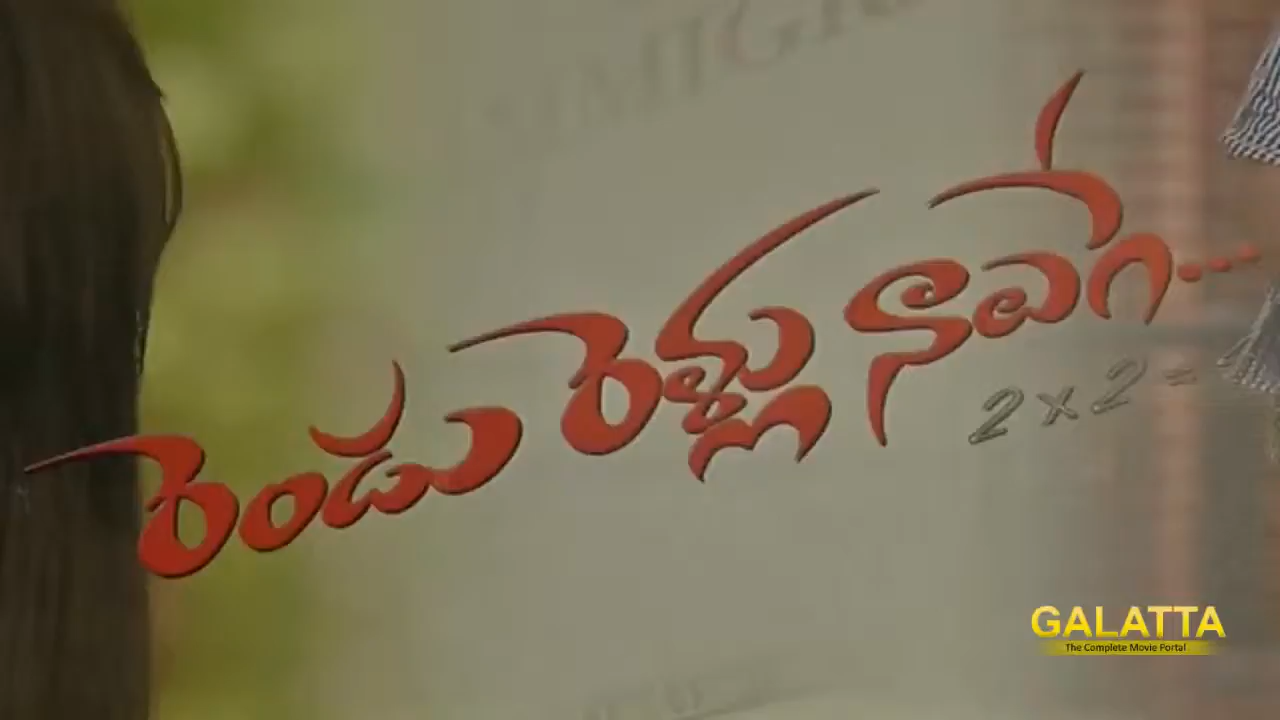 రెండు రెళ్లు నాలుగే...
2 x 2 =
GALATTA
The Complete Movie Portal